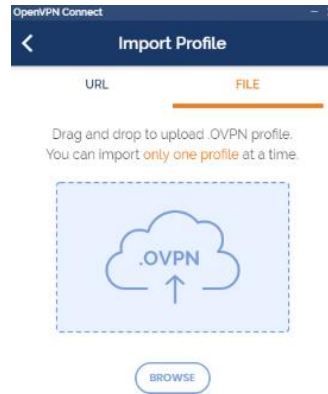 OpenVPN Connect
Import Profile
URL
FILE
Drag and drop to upload .OVPN profile.
You can import only one profile at a time.
.OVPN
BROWSE